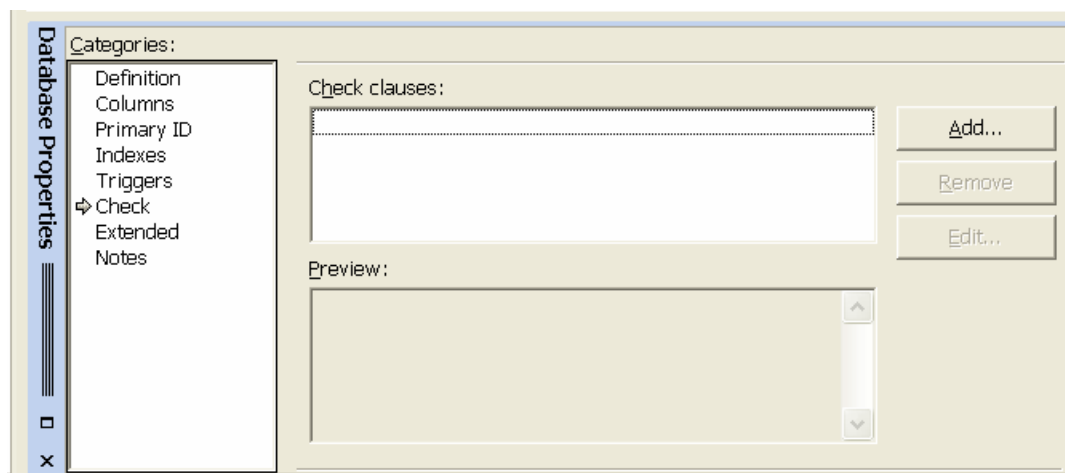 Database Properties
Categories:
Definition
Columns
Primary ID
Indexes
Triggers
Check
Extended
Notes
Check clauses:
Add...
Remove
Edit...
Preview: